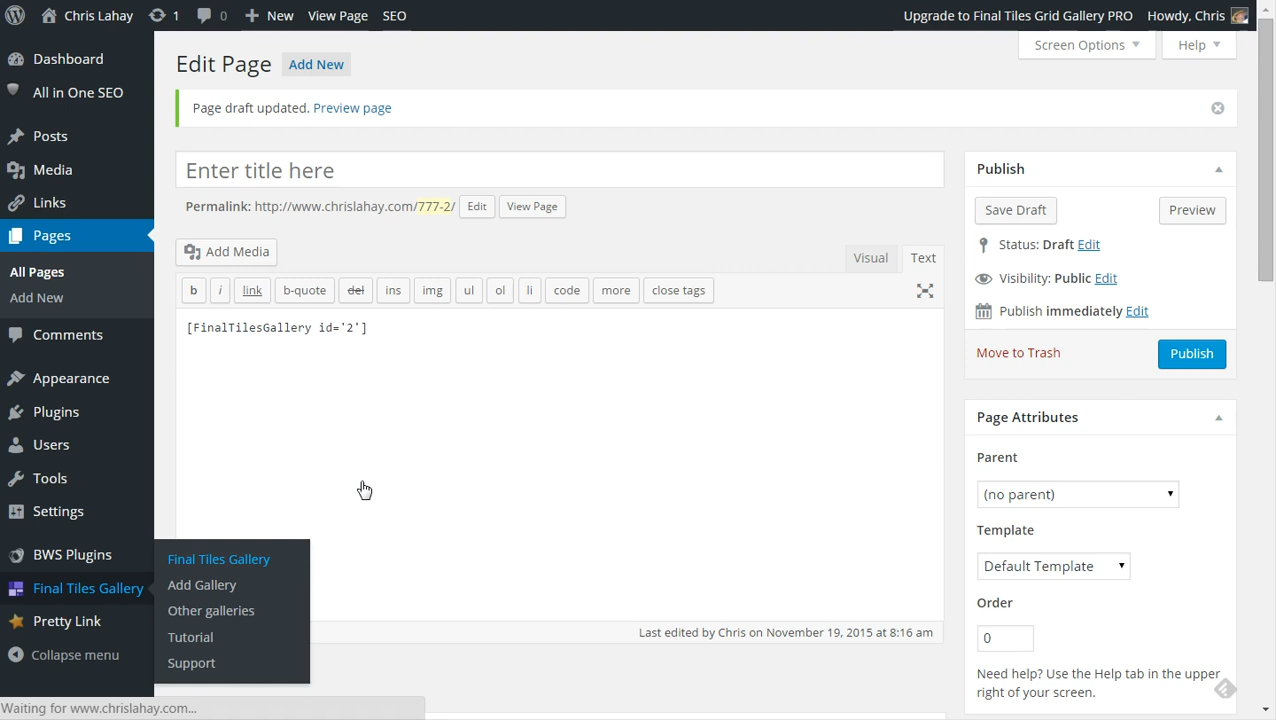 Chris Lahay 1 0 New View Page SEO Upgrade to Final Tiles Grid Gallery PRO Howdy, Chris
Screen Options Help
Dashboard
All in One SEO
Posts
Media
Links
Pages
All Pages
Add New
Comments
Appearance
Plugins
Users
Tools
Settings
BWS Plugins
Final Tiles Gallery
Pretty Link
Collapse menu
Final Tiles Gallery
Add Gallery
Other galleries
Tutorial
Support
Edit Page Add New
Page draft updated. Preview page
Enter title here
Permalink: http://www.chrislahay.com/777-2/ Edit View Page
Add Media
Visual Text
b i link b-quote del ins img ul ol li code more close tags
[FinalTilesGallery id='2']
Last edited by Chris on November 19, 2015 at 8:16 am
Publish
Save Draft Preview
Status: Draft Edit
Visibility: Public Edit
Publish immediately Edit
Move to Trash Publish
Page Attributes
Parent
(no parent)
Template
Default Template
Order
0
Need help? Use the Help tab in the upper
right of your screen.
Waiting for www.chrislahay.com...